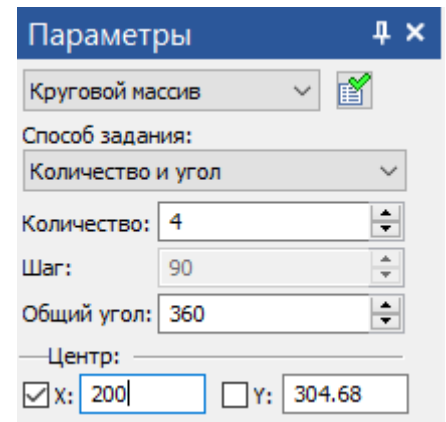 Параметры
Круговой массив
Способ задания:
Количество и угол
Количество: 4
Шаг: 90
Общий угол: 360
Центр:
X: 200 Y: 304.68